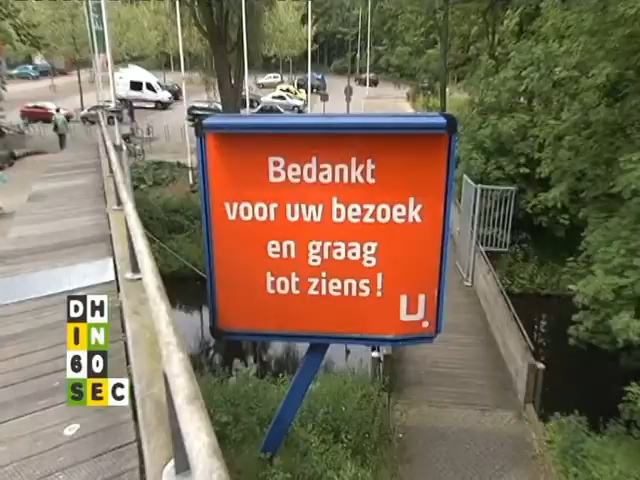 Bedankt
voor uw bezoek
en graag
tot ziens!
U.
DH
IN
60
SEC